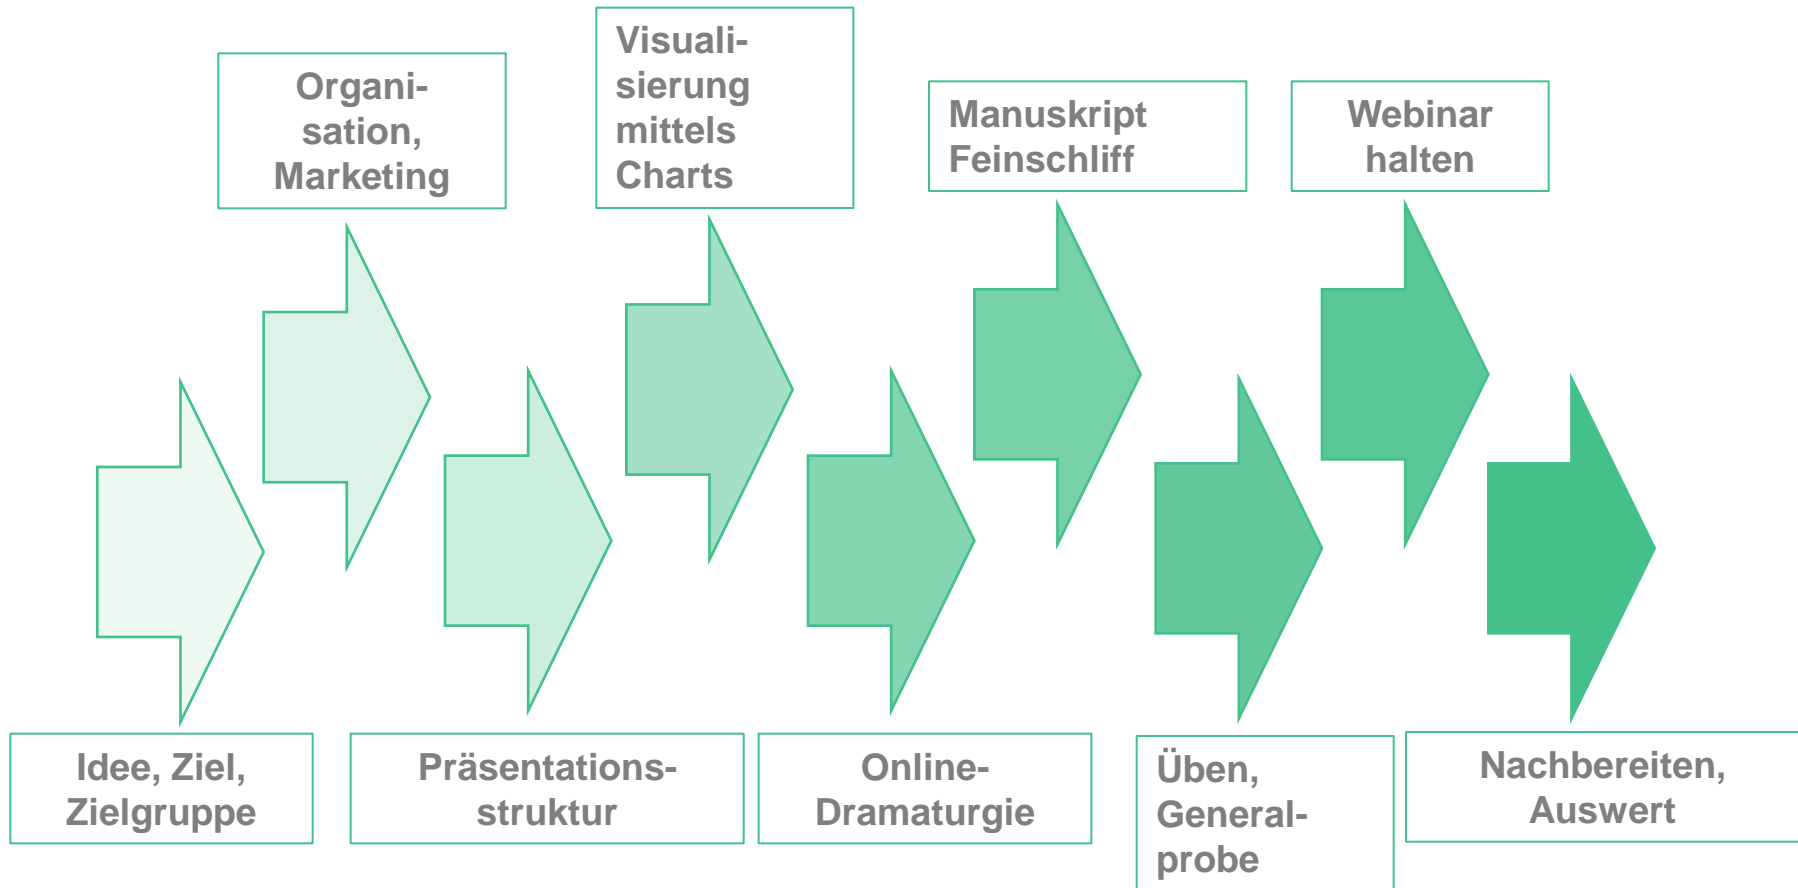 Idee, Ziel,
Zielgruppe
Organi-
sation,
Marketing
Präsentations-
struktur
Visuali-
sierung
mittels
Charts
Online-
Dramaturgie
Manuskript
Feinschliff
Üben,
General-
probe
Webinar
halten
Nachbereiten,
Auswert